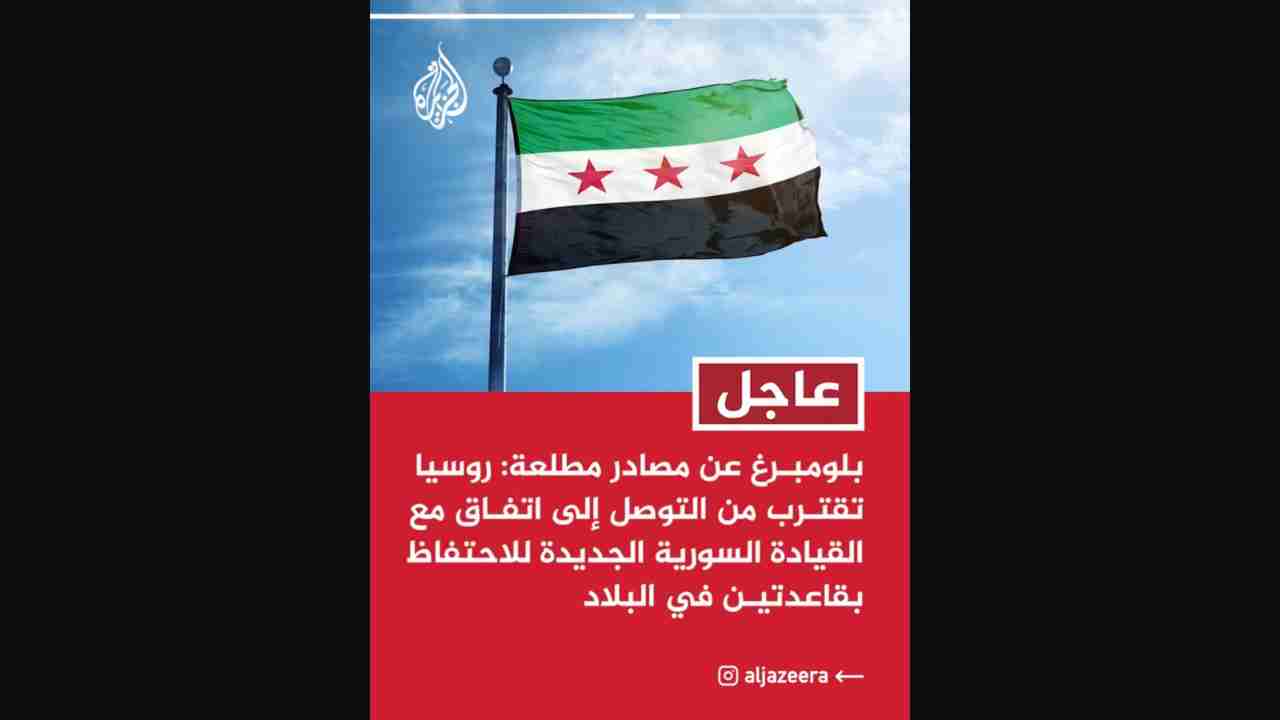 الجزيرة
عاجل
بلومبرغ عن مصادر مطلعة: روسيا
تقترب من التوصل إلى اتفاق مع
القيادة السورية الجديدة للاحتفاظ
بقاعدتين في البلاد
aljazeera